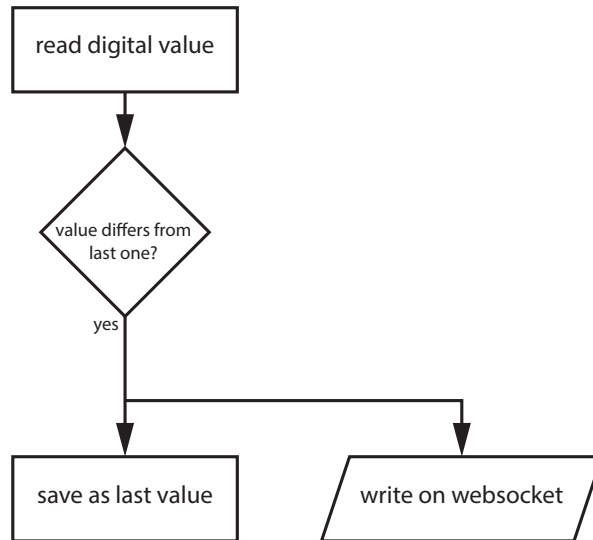 read digital value
value differs from
last one?
yes
save as last value
write on websocket